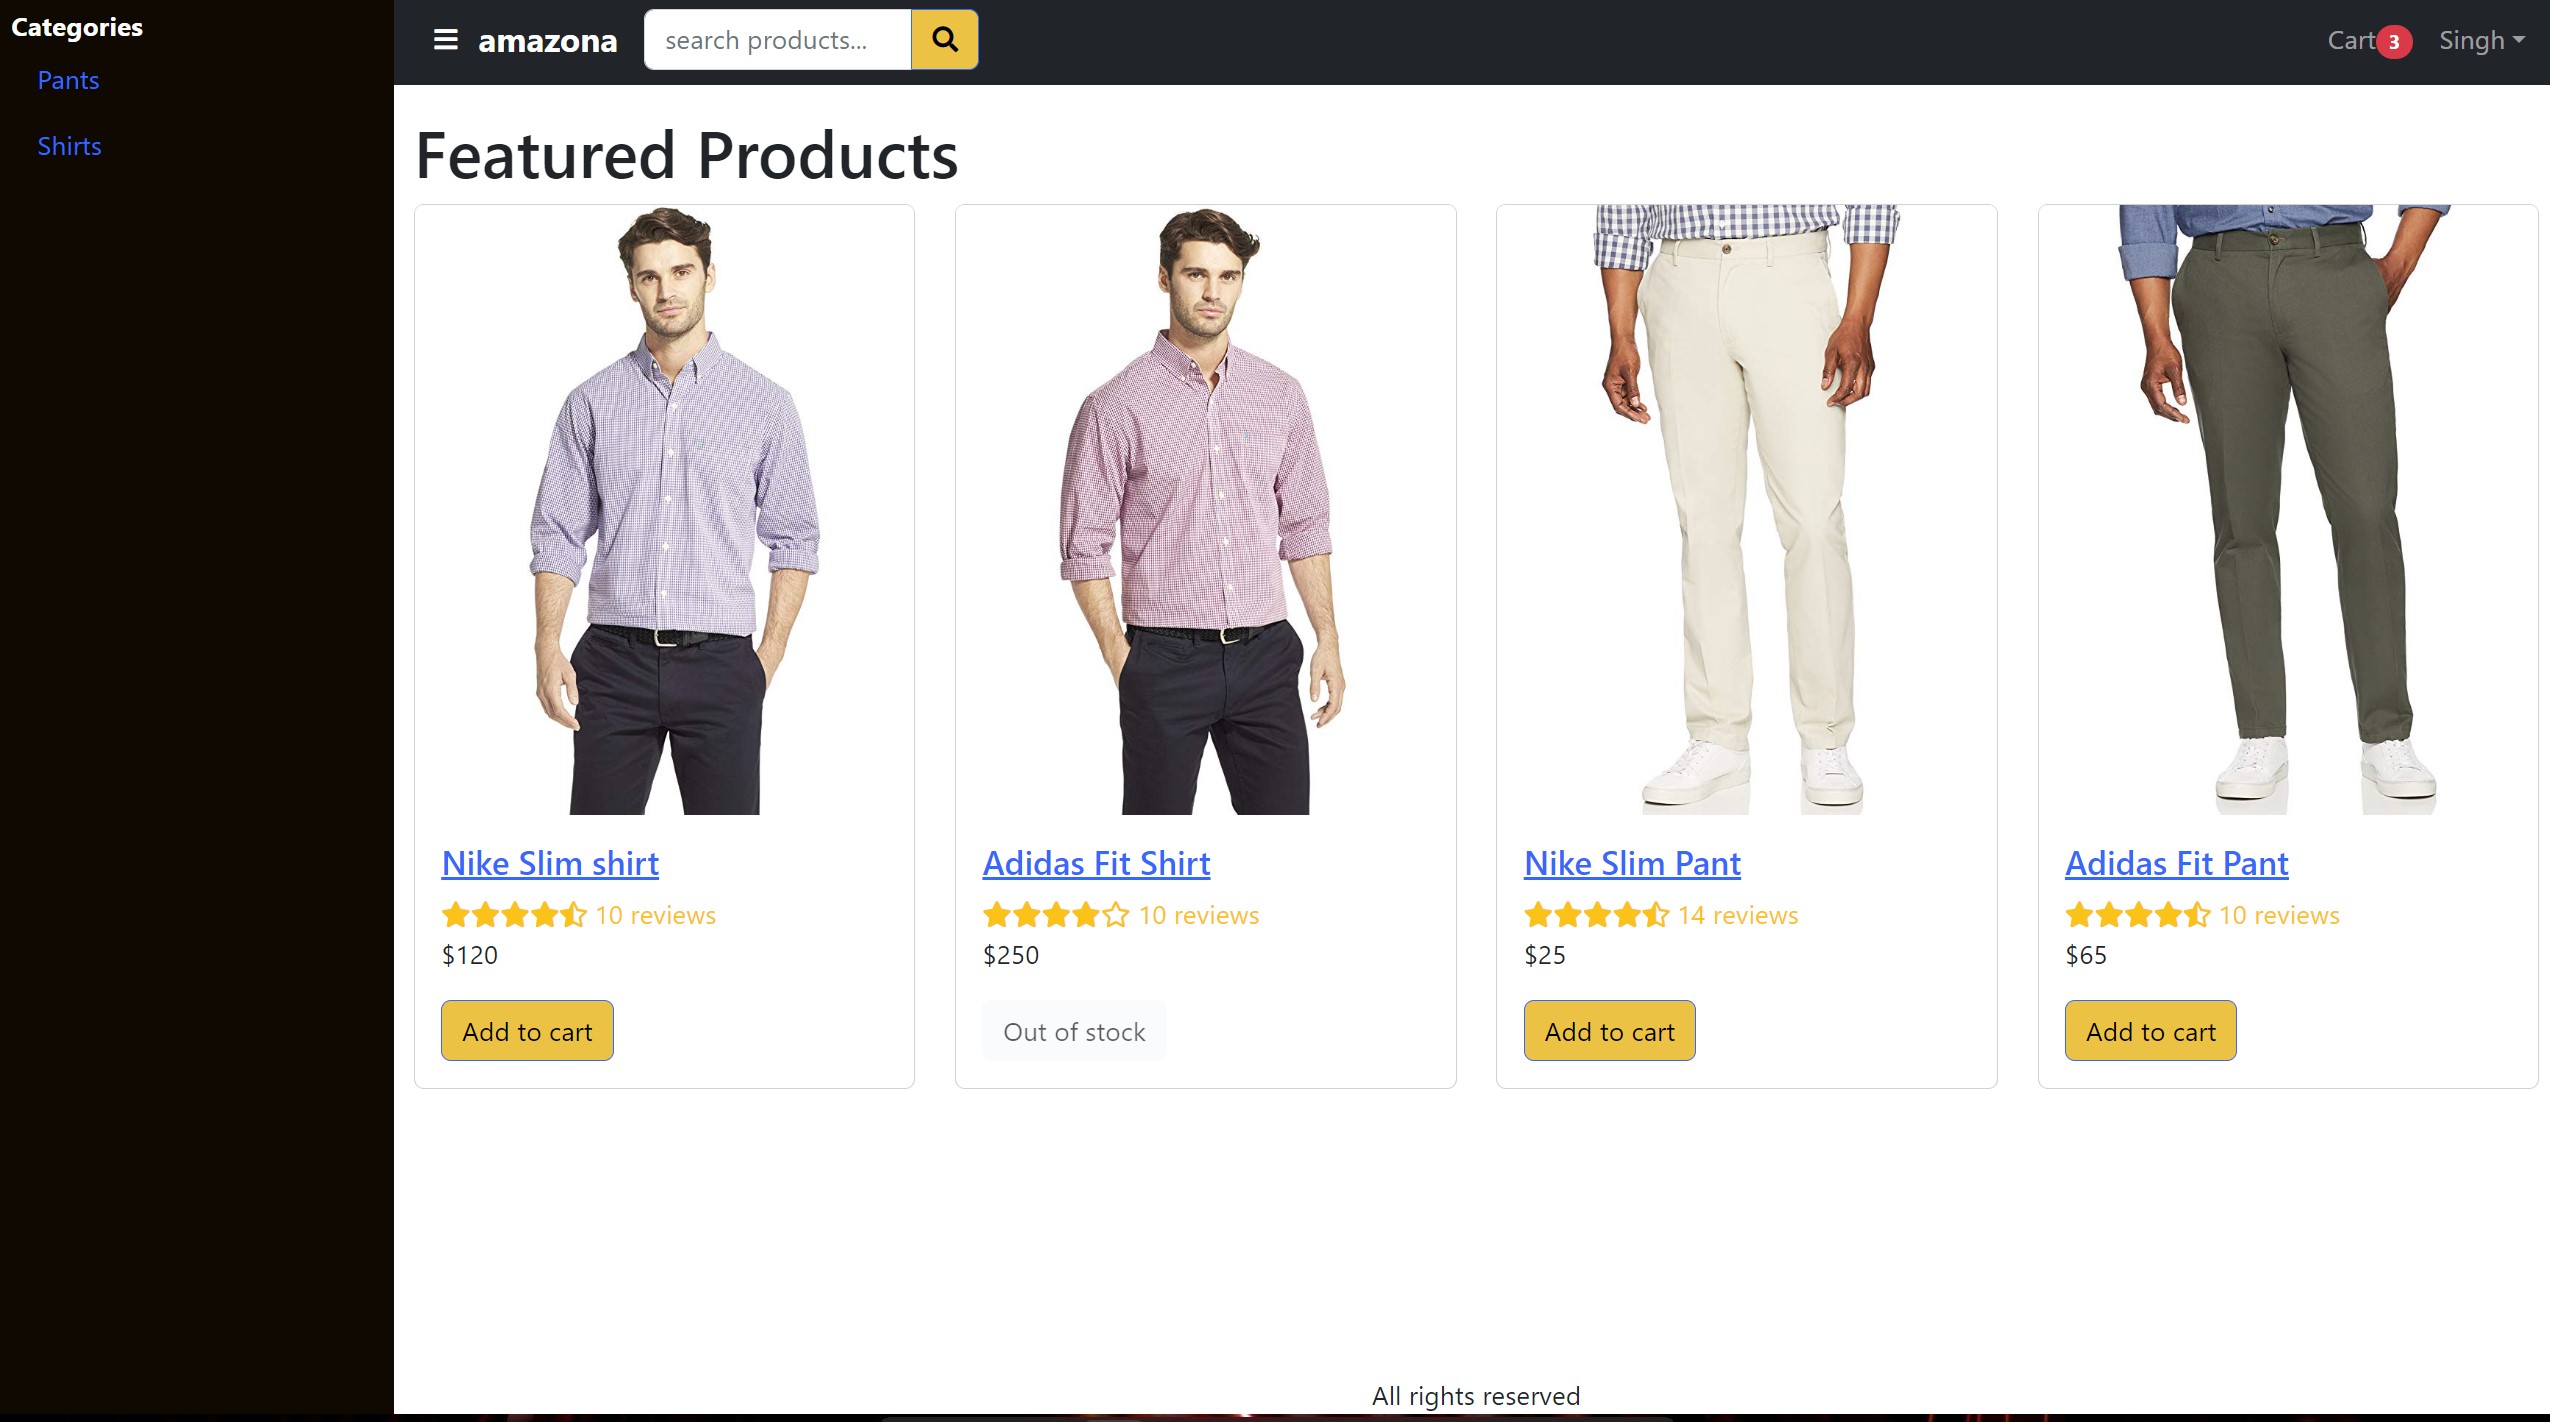 Categories
Pants
Shirts
amazona
search products...
Cart 3
Singh
Featured Products
Nike Slim shirt
10 reviews
$120
Add to cart
Adidas Fit Shirt
10 reviews
$250
Out of stock
Nike Slim Pant
14 reviews
$25
Add to cart
Adidas Fit Pant
10 reviews
$65
Add to cart
All rights reserved